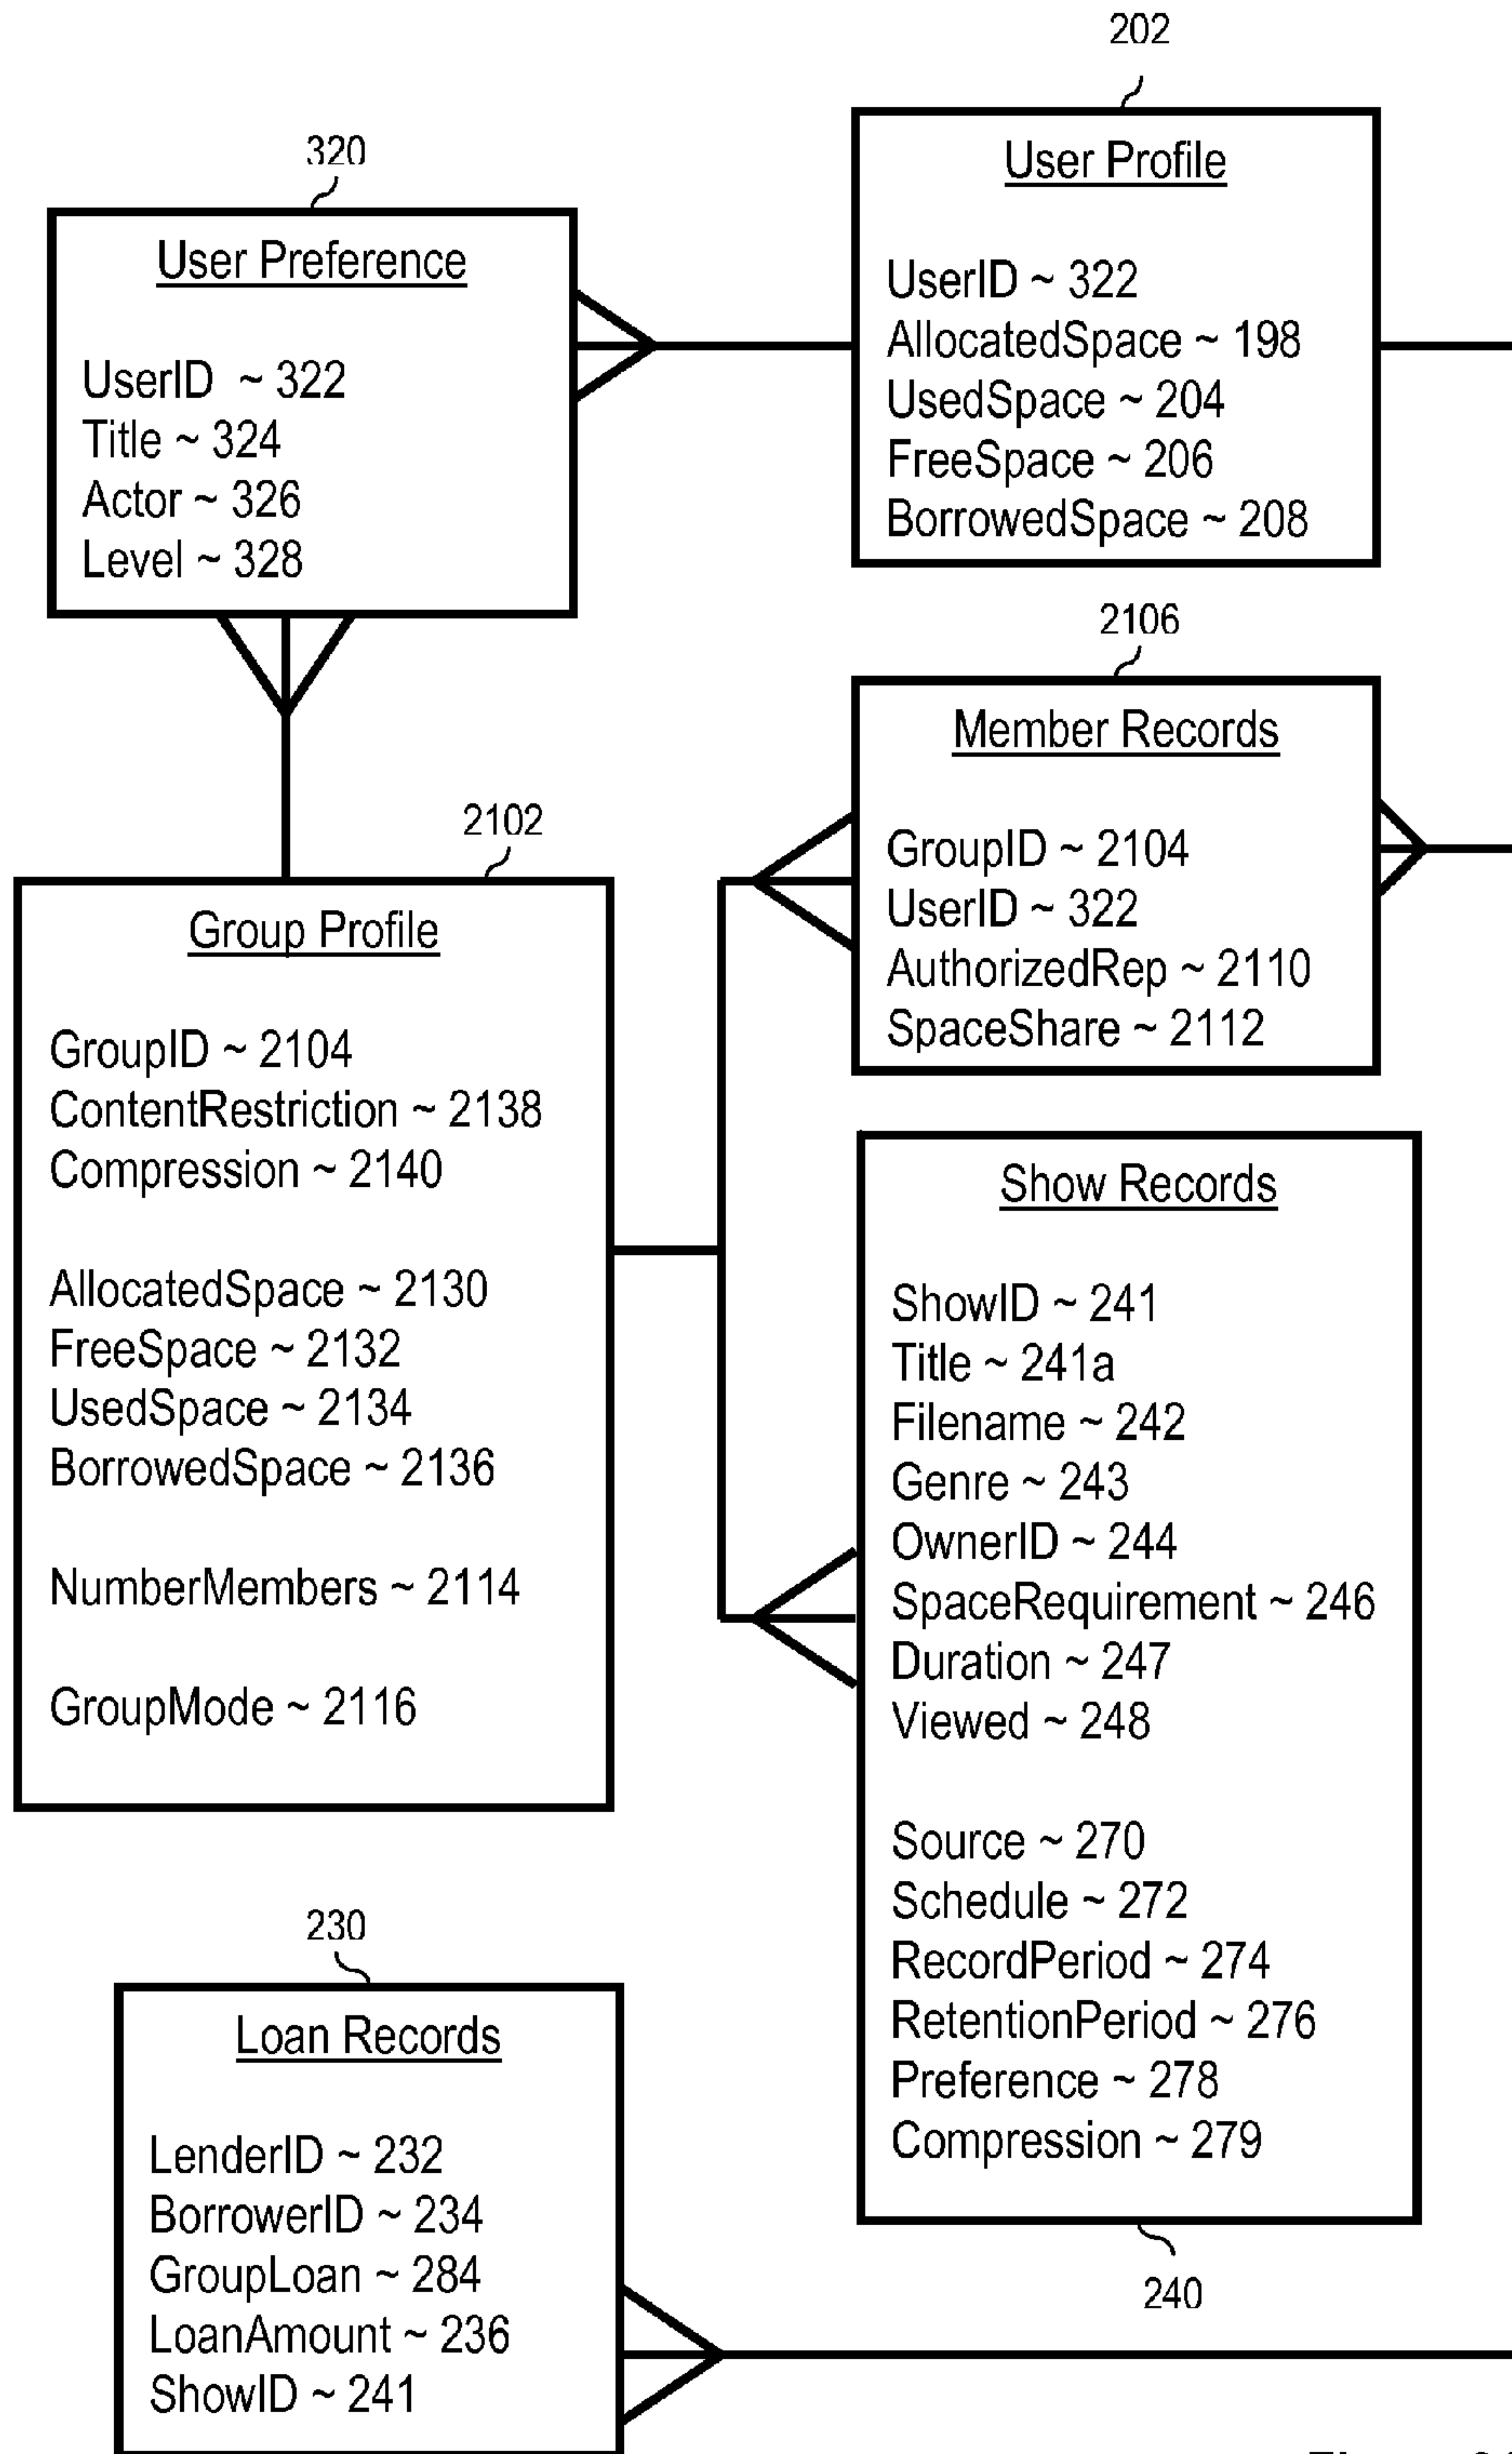 202
User Profile
UserID ~ 322
AllocatedSpace ~ 198
UsedSpace ~ 204
FreeSpace ~ 206
BorrowedSpace ~ 208
320
User Preference
UserID ~ 322
Title ~ 324
Actor ~ 326
Level ~ 328
2106
Member Records
GroupID ~ 2104
UserID ~ 322
AuthorizedRep ~ 2110
SpaceShare ~ 2112
2102
Group Profile
GroupID ~ 2104
ContentRestriction ~ 2138
Compression ~ 2140
AllocatedSpace ~ 2130
FreeSpace ~ 2132
UsedSpace ~ 2134
BorrowedSpace ~ 2136
NumberMembers ~ 2114
GroupMode ~ 2116
Show Records
ShowID ~ 241
Title ~ 241a
Filename ~ 242
Genre ~ 243
OwnerID ~ 244
SpaceRequirement ~ 246
Duration ~ 247
Viewed ~ 248
Source ~ 270
Schedule ~ 272
RecordPeriod ~ 274
RetentionPeriod ~ 276
Preference ~ 278
Compression ~ 279
240
230
Loan Records
LenderID ~ 232
BorrowerID ~ 234
GroupLoan ~ 284
LoanAmount ~ 236
ShowID ~ 241